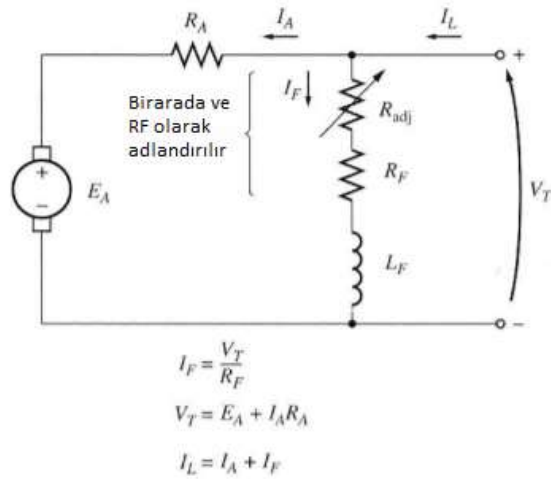 R_A
I_A
I_L
+
I_F
Birarada ve
RF olarak
adlandırılır
R_adj
+
−
E_A
R_F
V_T
L_F
−
I_F = V_T / R_F
V_T = E_A + I_A R_A
I_L = I_A + I_F